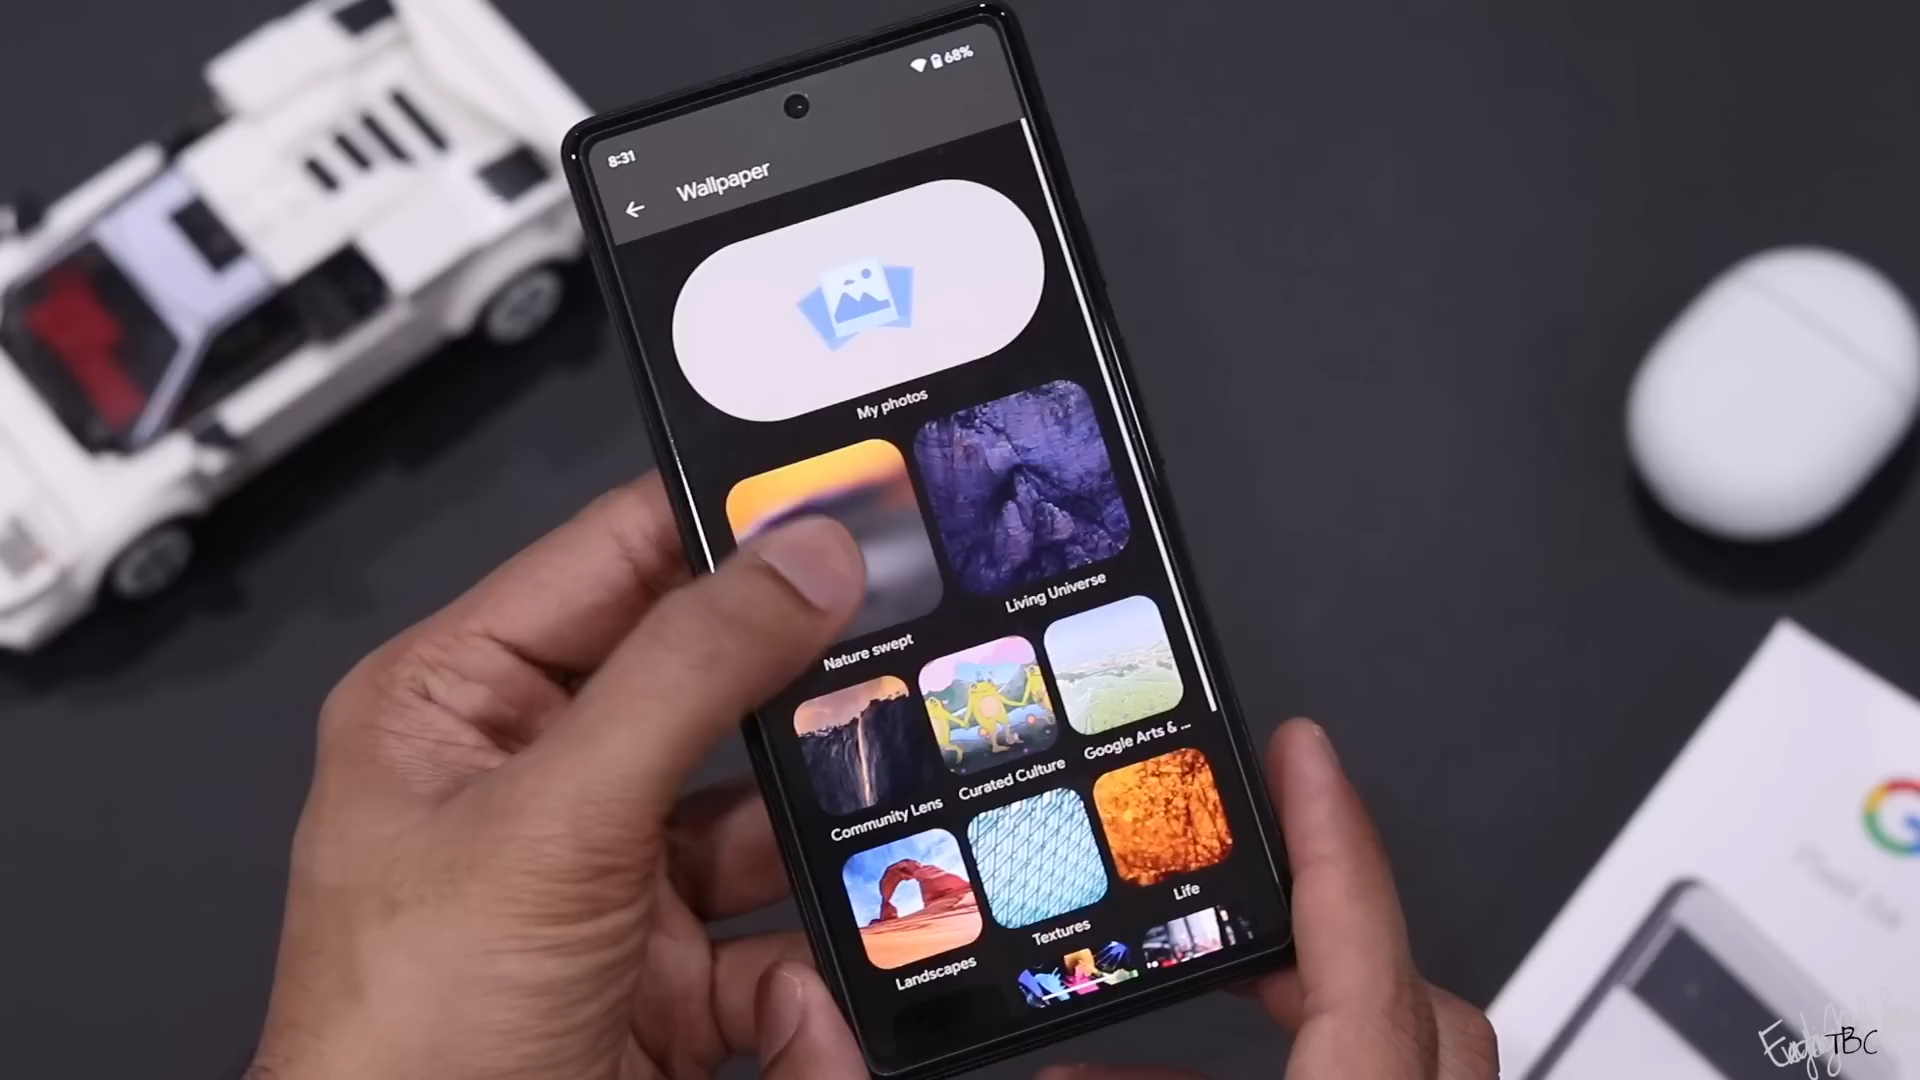 68%
8:31
Wallpaper
My photos
Living Universe
Nature swept
Google Arts & ...
Curated Culture
Community Lens
Life
Textures
Landscapes
G
TBC